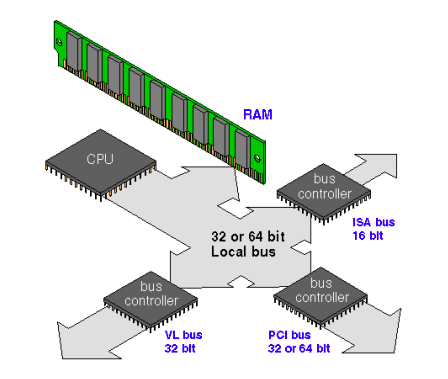 RAM
CPU
bus
controller
ISA bus
16 bit
32 or 64 bit
Local bus
bus
controller
VL bus
32 bit
bus
controller
PCI bus
32 or 64 bit